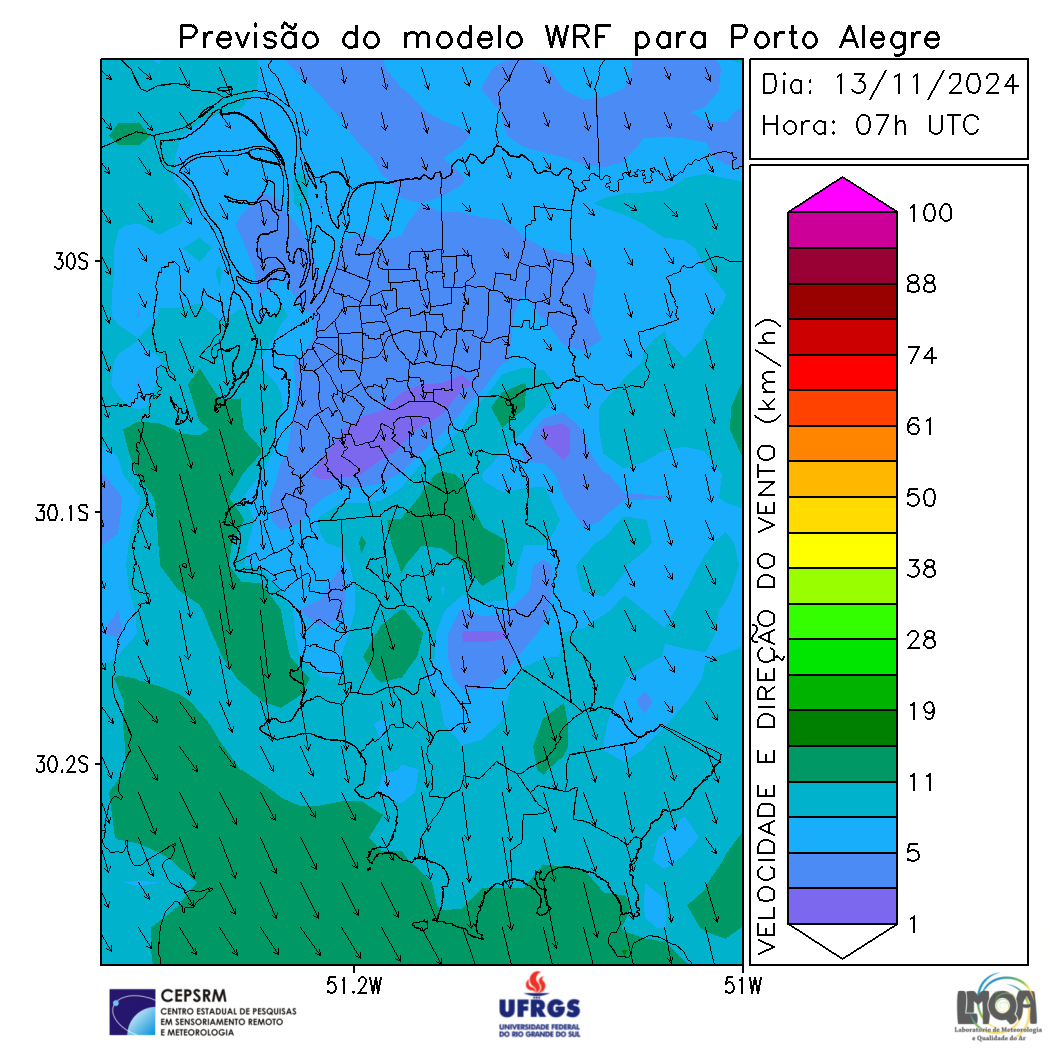 Previsão do modelo WRF para Porto Alegre
Dia: 13/11/2024
Hora: 07h UTC
30S
30.1S
30.2S
51.2W
51W
VELOCIDADE E DIREÇÃO DO VENTO (km/h)
100
88
74
61
50
38
28
19
11
5
1
CEPSRM
CENTRO ESTADUAL DE PESQUISAS
EM SENSORIAMENTO REMOTO
E METEOROLOGIA
UFRGS
UNIVERSIDADE FEDERAL
DO RIO GRANDE DO SUL
LMQA
Laboratório de Meteorologia
e Qualidade do Ar